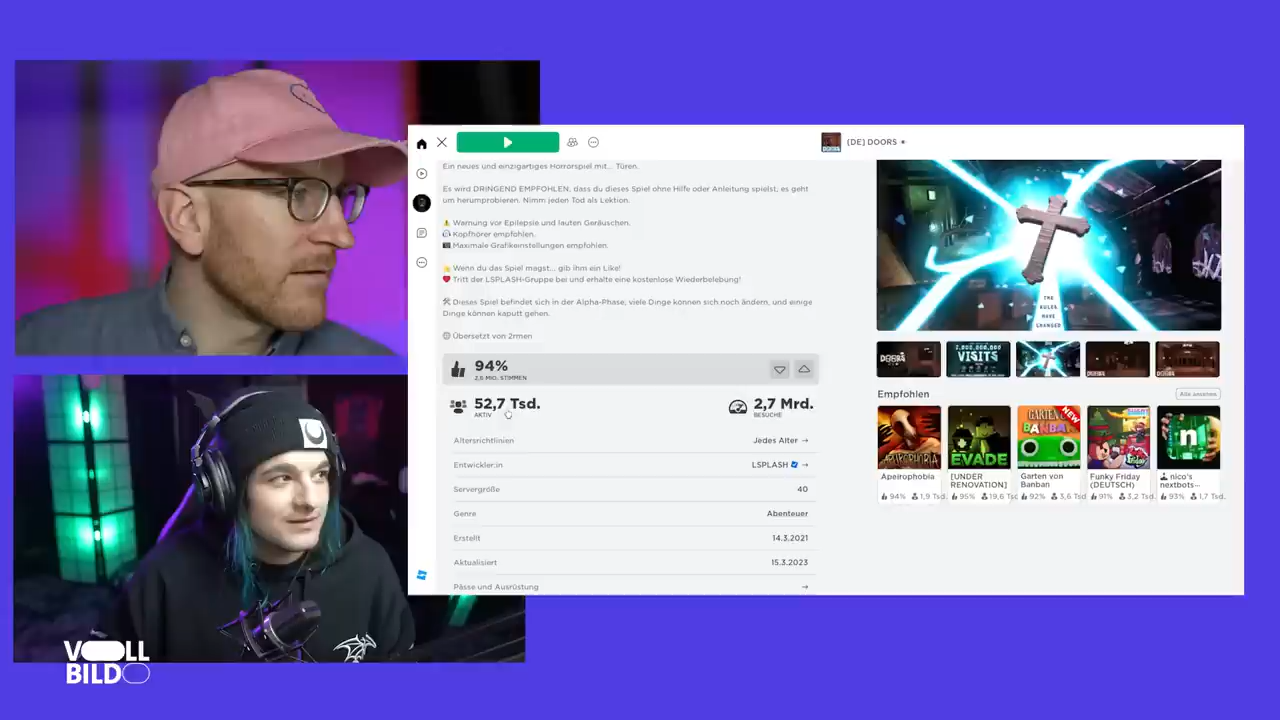 [DE] DOORS
Ein neues und einzigartiges Horrorspiel mit... Türen.
Es wird DRINGEND EMPFOHLEN, dass du dieses Spiel ohne Hilfe oder Anleitung spielst, es geht
um herumprobieren. Nimm jeden Tod als Lektion.
Warnung vor Epilepsie und lauten Geräuschen.
Kopfhörer empfohlen.
Maximale Grafikeinstellungen empfohlen.
Wenn du das Spiel magst... gib ihm ein Like!
Tritt der LSPLASH-Gruppe bei und erhalte eine kostenlose Wiederbelebung!
Dieses Spiel befindet sich in der Alpha-Phase, viele Dinge können sich noch ändern, und einige
Dinge können kaputt gehen.
Übersetzt von 2rmen
94%
2,6 MIO. STIMMEN
52,7 Tsd.
AKTIV
2,7 Mrd.
BESUCHE
Altersrichtlinien Jedes Alter →
Entwickler:in LSPLASH →
Servergröße 40
Genre Abenteuer
Erstellt 14.3.2021
Aktualisiert 15.3.2023
Pässe und Ausrüstung →
THE
RULES
HAVE
CHANGED
DOORS
VISITS
DOORS
DOORS
Empfohlen
Alle ansehen
APEIROPHOBIA
EVADE
GARTEN
BANBAN
NEW
n
Apeirophobia
94% 1,9 Tsd.
[UNDER
RENOVATION]
95% 19,6 Tsd
Garten von
Banban
92% 3,6 Tsd.
Funky Friday
(DEUTSCH)
91% 3,2 Tsd.
nico's
nextbots...
93% 1,7 Tsd.
VOLL
BILD